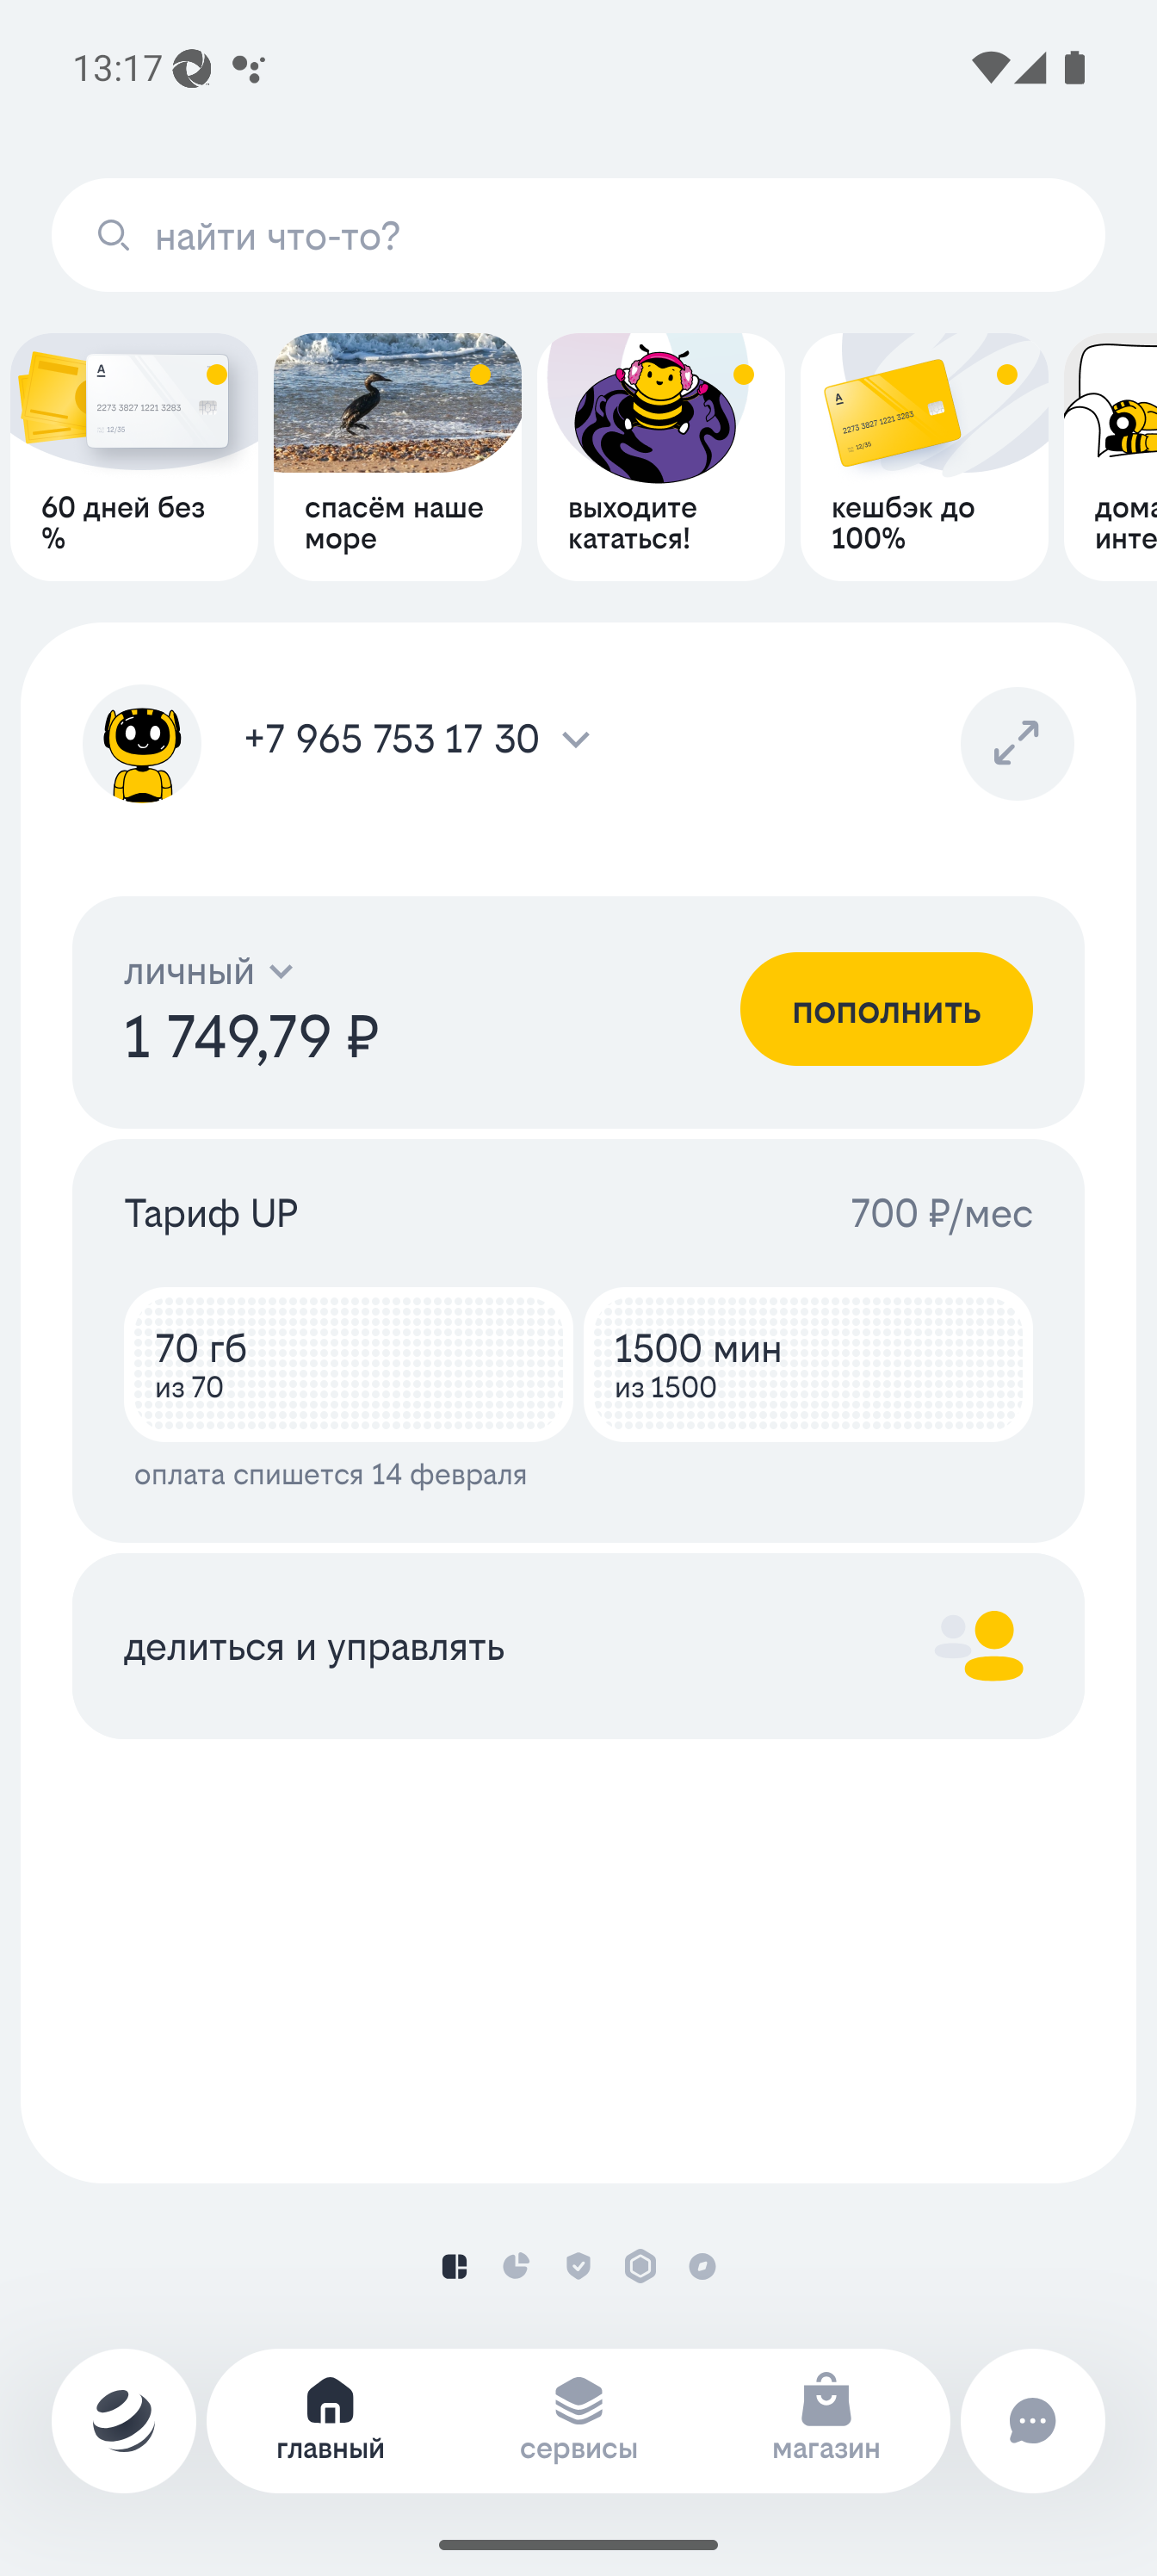 13:17
найти что-то?
A
2273 3827 1221 3283
12/35
60 дней без
%
спасём наше
море
выходите
кататься!
A
2273 3827 1221 3283
12/35
кешбэк до
100%
дома
инте
+7 965 753 17 30
личный
1 749,79 ₽
пополнить
Тариф UP
700 ₽/мес
70 гб
из 70
1500 мин
из 1500
оплата спишется 14 февраля
делиться и управлять
главный
сервисы
магазин